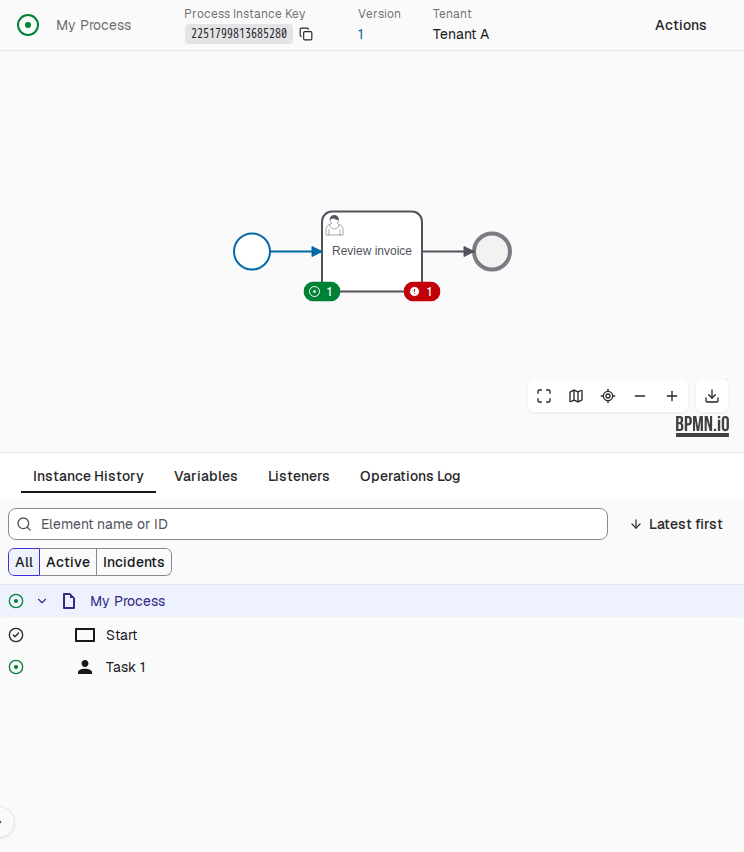 My Process
Process Instance Key
2251799813685280
Version
1
Tenant
Tenant A
Actions
Review invoice
1
1
BPMN.iO
Instance History
Variables
Listeners
Operations Log
Element name or ID
Latest first
All
Active
Incidents
My Process
Start
Task 1